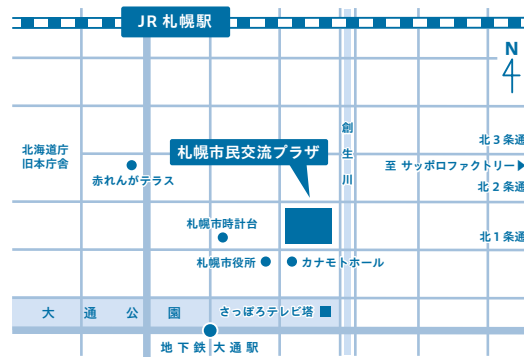 JR 札幌駅
N
創生川
北3条通
北海道庁
旧本庁舎
札幌市民交流プラザ
至 サッポロファクトリー▶
赤れんがテラス
北2条通
札幌市時計台
北1条通
札幌市役所
カナモトホール
大通公園
さっぽろテレビ塔
地下鉄大通駅